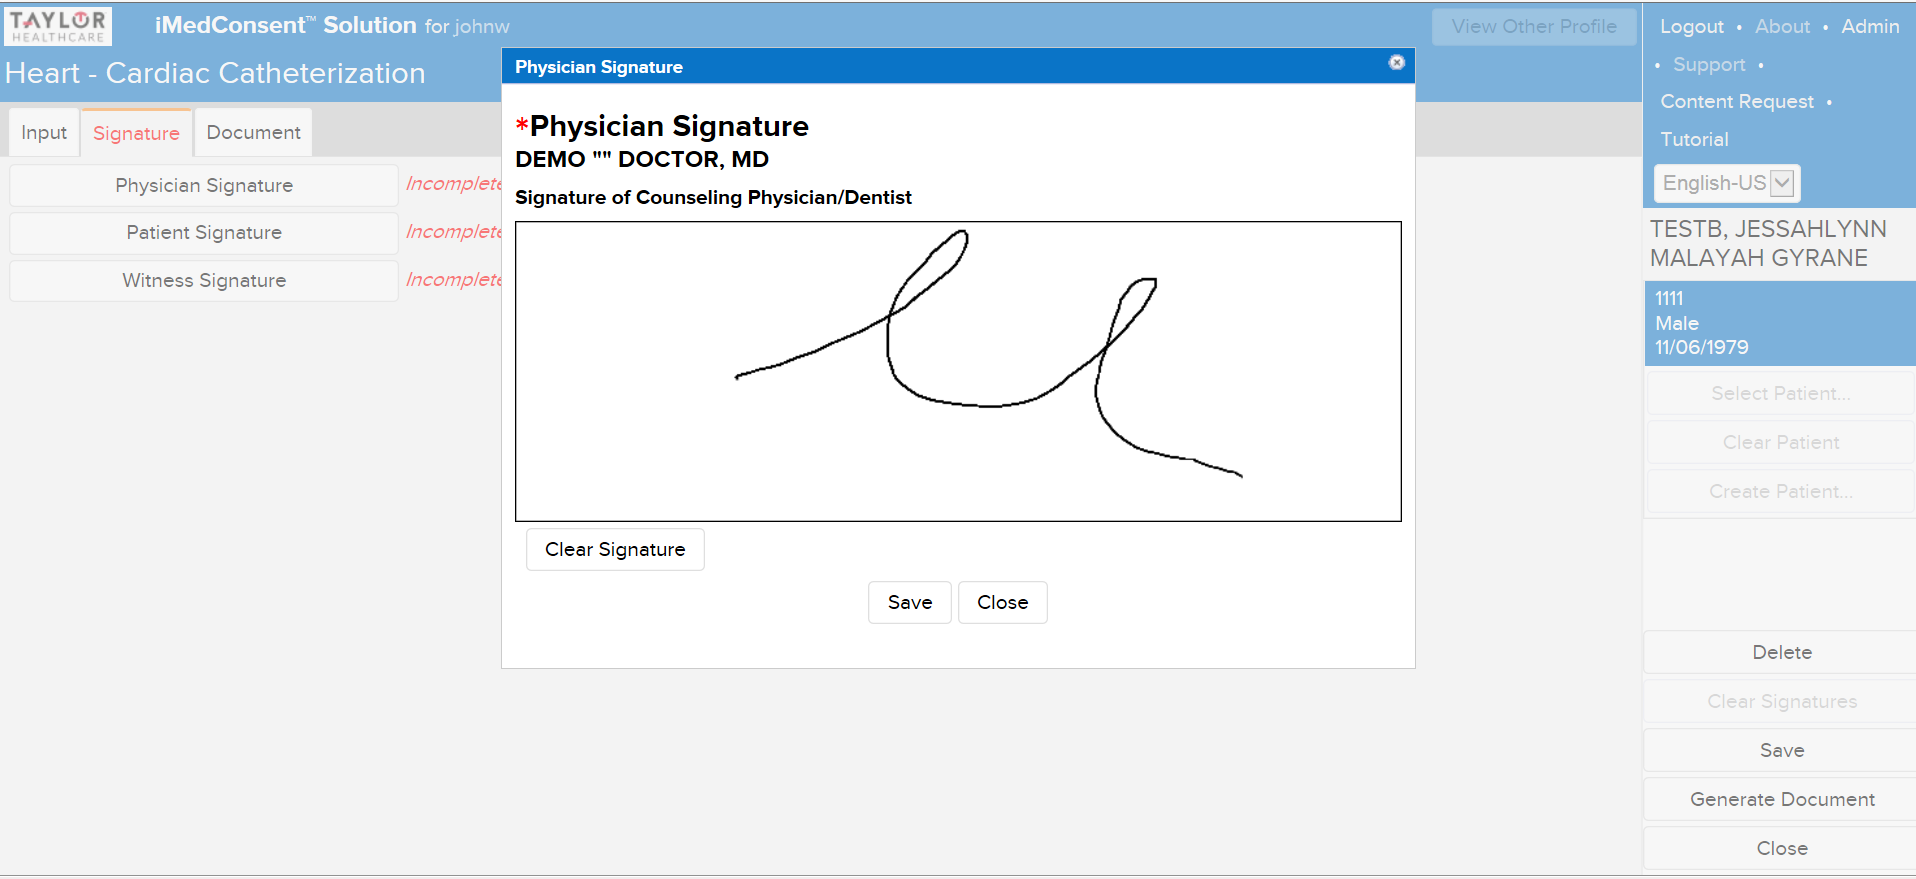 TAYLOR
HEALTHCARE
iMedConsent™ Solution for johnw
View Other Profile
Heart - Cardiac Catheterization
Input
Signature
Document
Physician Signature
Incomplete
Patient Signature
Incomplete
Witness Signature
Incomplete
Physician Signature
*Physician Signature
DEMO "" DOCTOR, MD
Signature of Counseling Physician/Dentist
Clear Signature
Save
Close
Logout • About • Admin
• Support •
Content Request •
Tutorial
English-US
TESTB, JESSAHLYNN
MALAYAH GYRANE
1111
Male
11/06/1979
Select Patient...
Clear Patient
Create Patient...
Delete
Clear Signatures
Save
Generate Document
Close